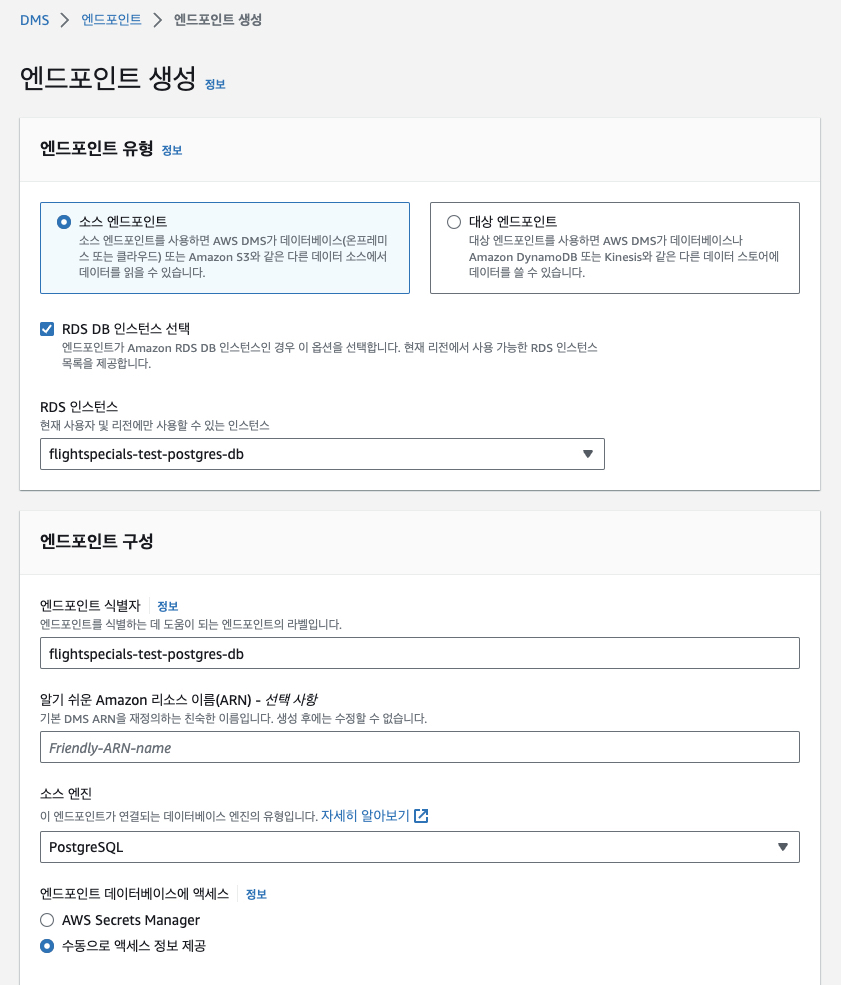 DMS > 엔드포인트 > 엔드포인트 생성
엔드포인트 생성 정보
엔드포인트 유형 정보
소스 엔드포인트
소스 엔드포인트를 사용하면 AWS DMS가 데이터베이스(온프레미
스 또는 클라우드) 또는 Amazon S3와 같은 다른 데이터 소스에서
데이터를 읽을 수 있습니다.
대상 엔드포인트
대상 엔드포인트를 사용하면 AWS DMS가 데이터베이스나
Amazon DynamoDB 또는 Kinesis와 같은 다른 데이터 스토어에
데이터를 쓸 수 있습니다.
RDS DB 인스턴스 선택
엔드포인트가 Amazon RDS DB 인스턴스인 경우 이 옵션을 선택합니다. 현재 리전에서 사용 가능한 RDS 인스턴스
목록을 제공합니다.
RDS 인스턴스
현재 사용자 및 리전에만 사용할 수 있는 인스턴스
flightspecials-test-postgres-db
엔드포인트 구성
엔드포인트 식별자 정보
엔드포인트를 식별하는 데 도움이 되는 엔드포인트의 라벨입니다.
flightspecials-test-postgres-db
알기 쉬운 Amazon 리소스 이름(ARN) - 선택 사항
기본 DMS ARN을 재정의하는 친숙한 이름입니다. 생성 후에는 수정할 수 없습니다.
Friendly-ARN-name
소스 엔진
이 엔드포인트가 연결되는 데이터베이스 엔진의 유형입니다. 자세히 알아보기
PostgreSQL
엔드포인트 데이터베이스에 액세스 정보
AWS Secrets Manager
수동으로 액세스 정보 제공